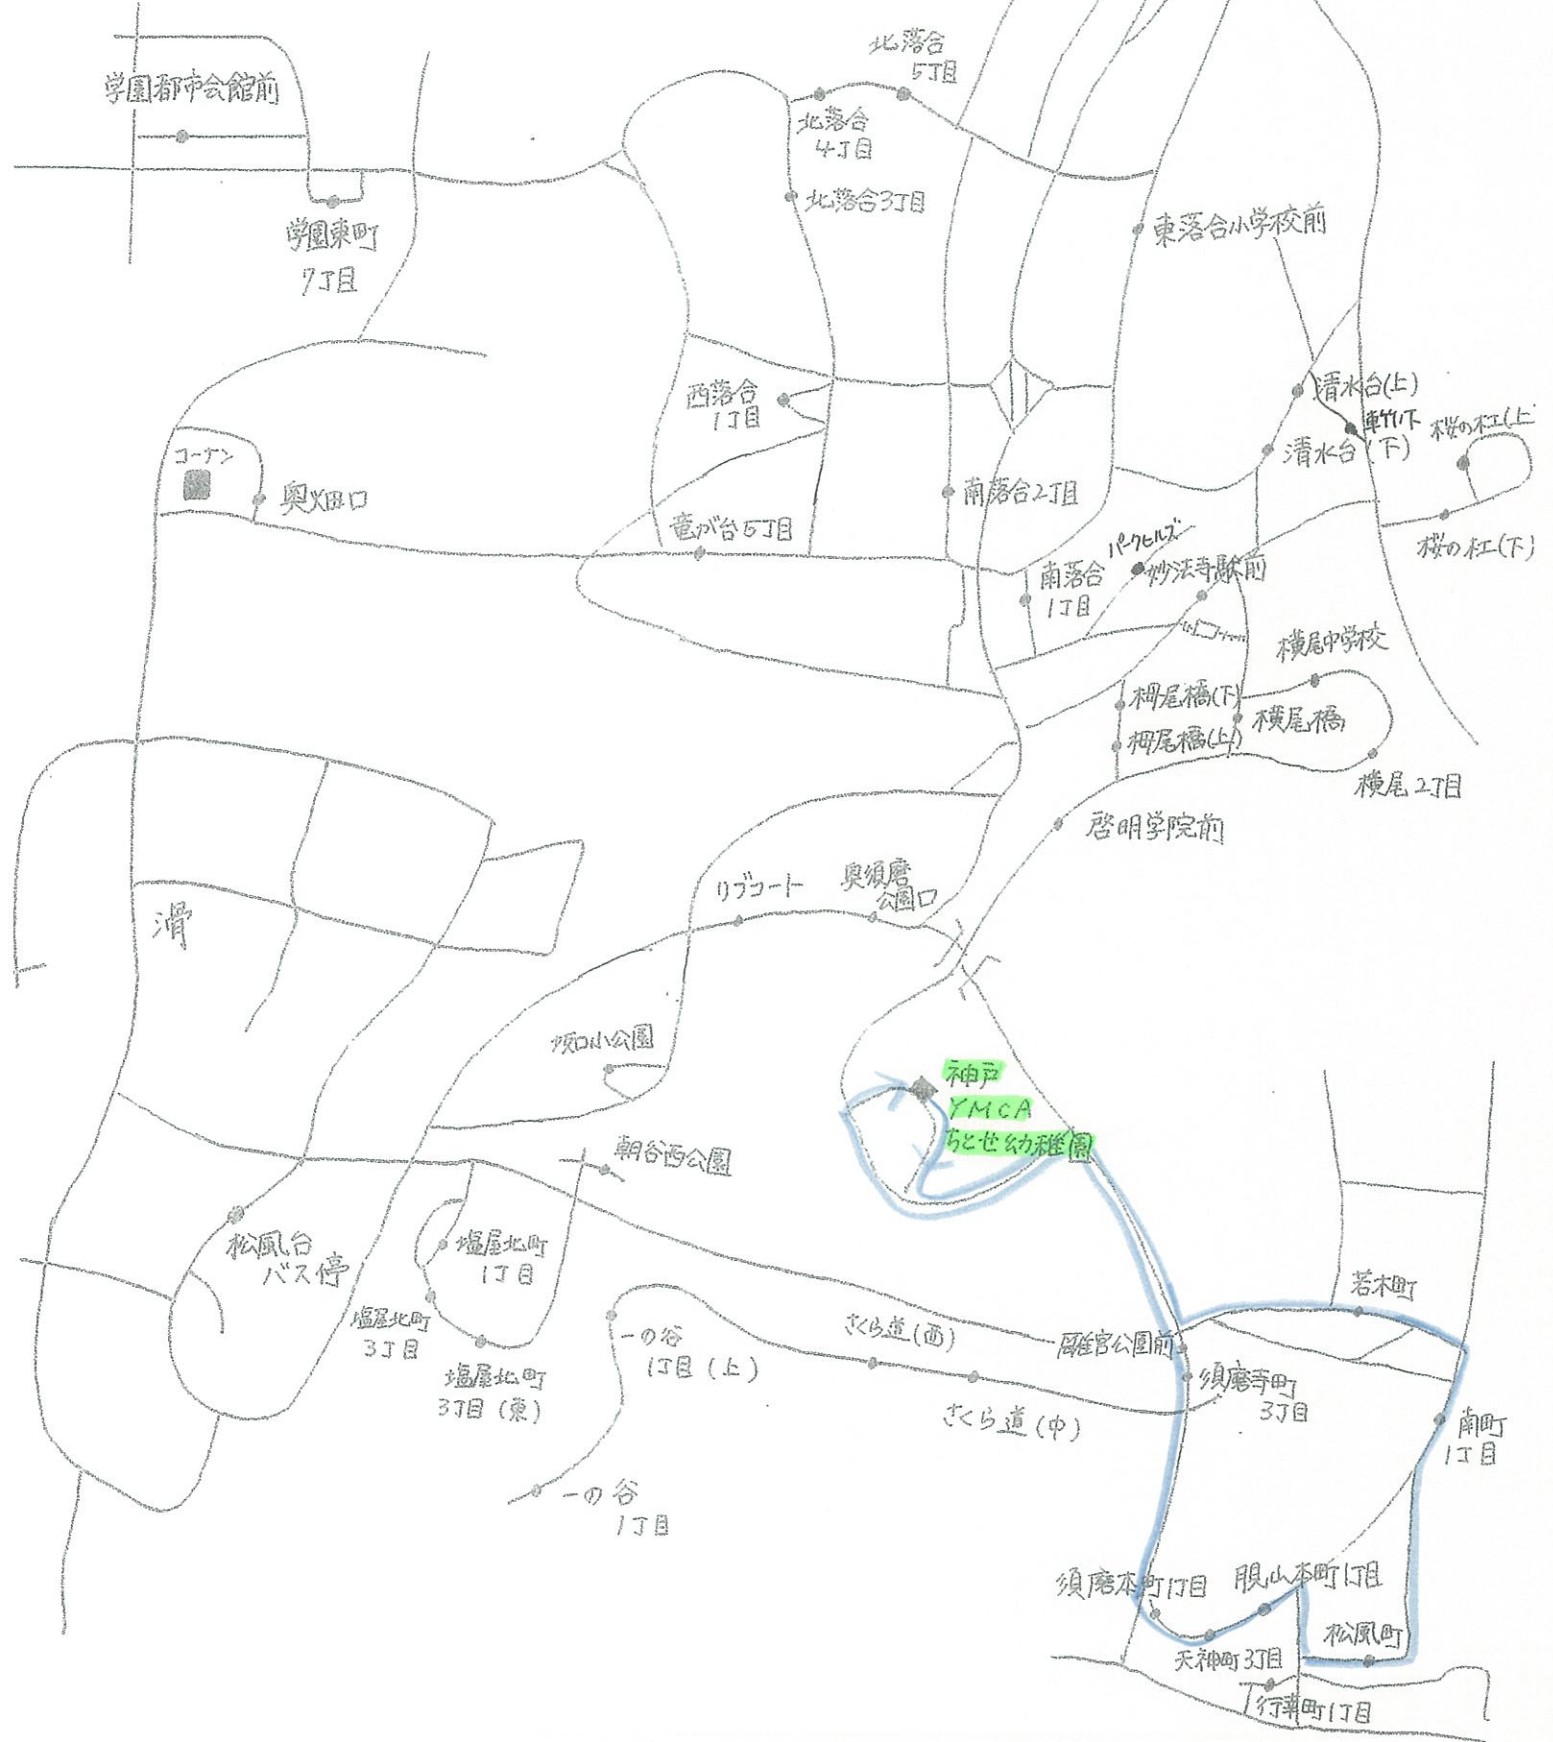 北落合
5丁目
学園都市会館前
北落合
4丁目
北落合3丁目
学園東町
7丁目
東落合小学校前
西落合
1丁目
清水台(上)
車竹下
桜の杜(上
清水台(下)
コーナン
奥畑口
南落合2丁目
竜が台5丁目
桜の杜(下)
パークヒルズ
妙法寺駅前
南落合
1丁目
横尾中学校
栂尾橋(下)
横尾橋
栂尾橋(上)
横尾2丁目
啓明学院前
リブコート
奥須磨
公園口
滑
坂口小公園
神戸
YMCA
ちとせ幼稚園
朝谷西公園
松風台
バス停
塩屋北町
1丁目
塩屋北町
3丁目
塩屋北町
3丁目(東)
一の谷
1丁目(上)
さくら道(西)
さくら道(中)
離宮公園前
若木町
須磨寺町
3丁目
南町
1丁目
一の谷
1丁目
須磨本町1丁目
月見山本町1丁目
天神町3丁目
松風町
行幸町1丁目